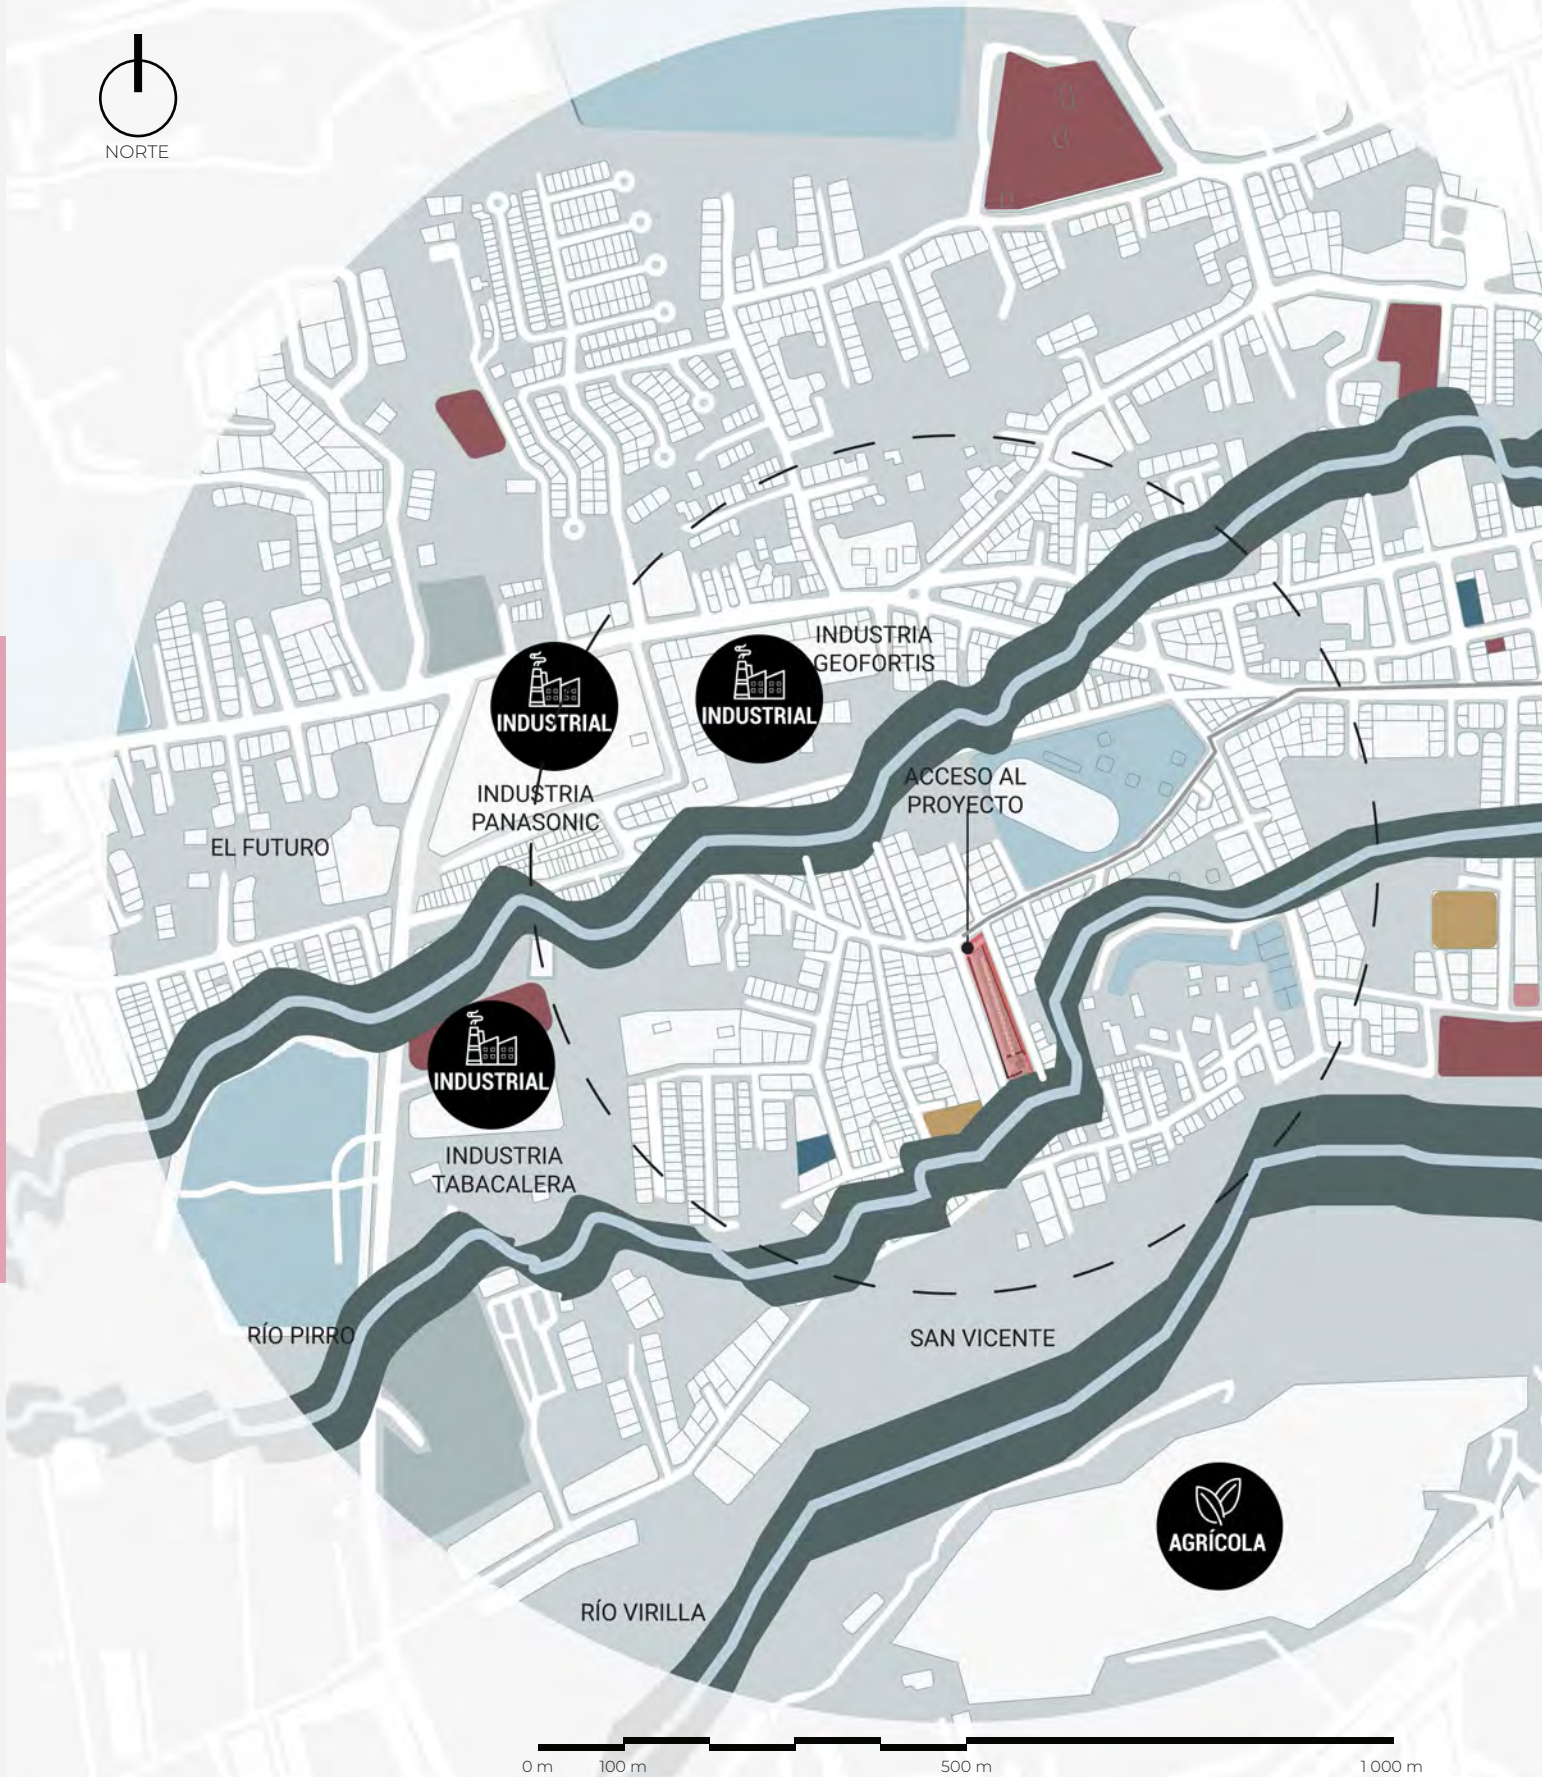 NORTE
INDUSTRIA
GEOFORTIS
INDUSTRIAL
INDUSTRIAL
INDUSTRIA
PANASONIC
ACCESO AL
PROYECTO
EL FUTURO
INDUSTRIAL
INDUSTRIA
TABACALERA
RÍO PIRRO
SAN VICENTE
AGRÍCOLA
RÍO VIRILLA
0 m
100 m
500 m
1 000 m